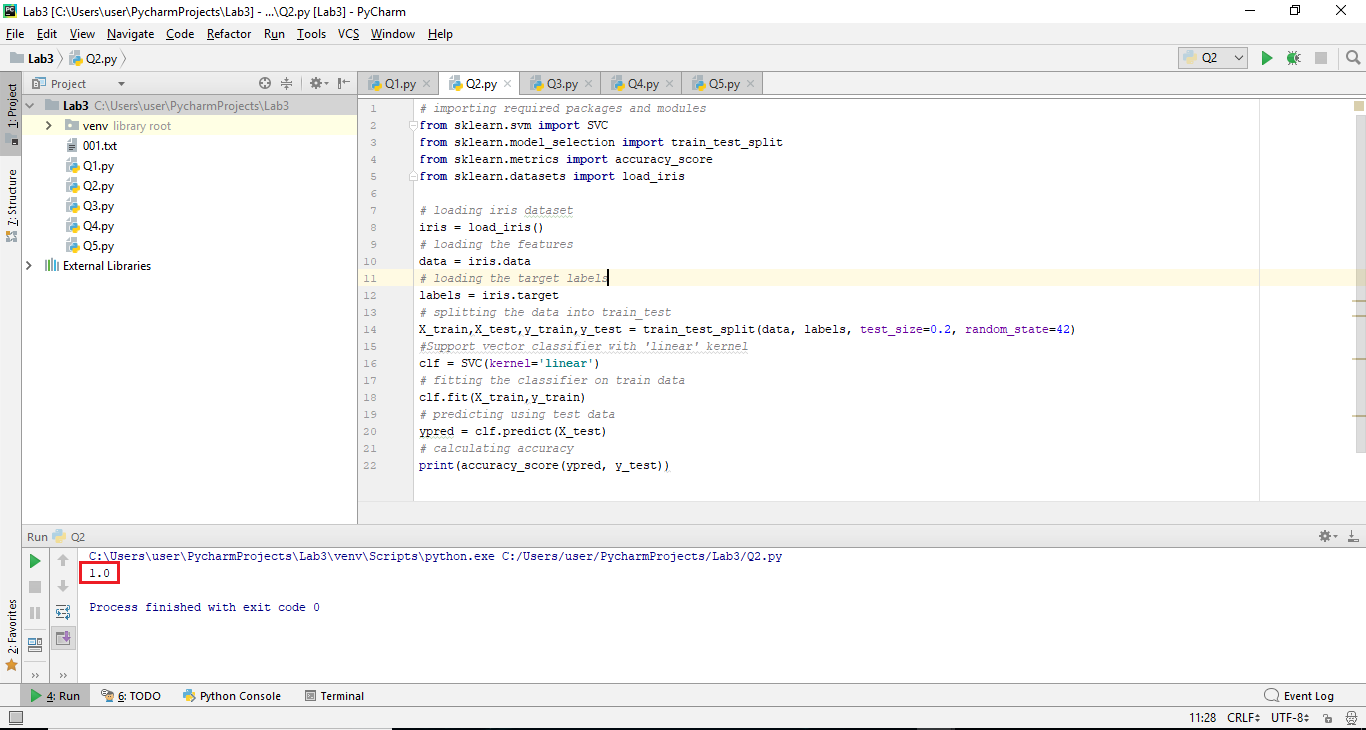 Lab3 [C:\Users\user\PycharmProjects\Lab3] - ...\Q2.py [Lab3] - PyCharm
File Edit View Navigate Code Refactor Run Tools VCS Window Help
Lab3 Q2.py Q2
1: Project
7: Structure
2: Favorites
Project
Lab3 C:\Users\user\PycharmProjects\Lab3
venv library root
001.txt
Q1.py
Q2.py
Q3.py
Q4.py
Q5.py
External Libraries
Q1.py Q2.py Q3.py Q4.py Q5.py
1 # importing required packages and modules
2 from sklearn.svm import SVC
3 from sklearn.model_selection import train_test_split
4 from sklearn.metrics import accuracy_score
5 from sklearn.datasets import load_iris
6
7 # loading iris dataset
8 iris = load_iris()
9 # loading the features
10 data = iris.data
11 # loading the target labels
12 labels = iris.target
13 # splitting the data into train_test
14 X_train,X_test,y_train,y_test = train_test_split(data, labels, test_size=0.2, random_state=42)
15 #Support vector classifier with 'linear' kernel
16 clf = SVC(kernel='linear')
17 # fitting the classifier on train data
18 clf.fit(X_train,y_train)
19 # predicting using test data
20 ypred = clf.predict(X_test)
21 # calculating accuracy
22 print(accuracy_score(ypred, y_test))
Run Q2
C:\Users\user\PycharmProjects\Lab3\venv\Scripts\python.exe C:/Users/user/PycharmProjects/Lab3/Q2.py
1.0
Process finished with exit code 0
4: Run 6: TODO Python Console Terminal Event Log
11:28 CRLF UTF-8